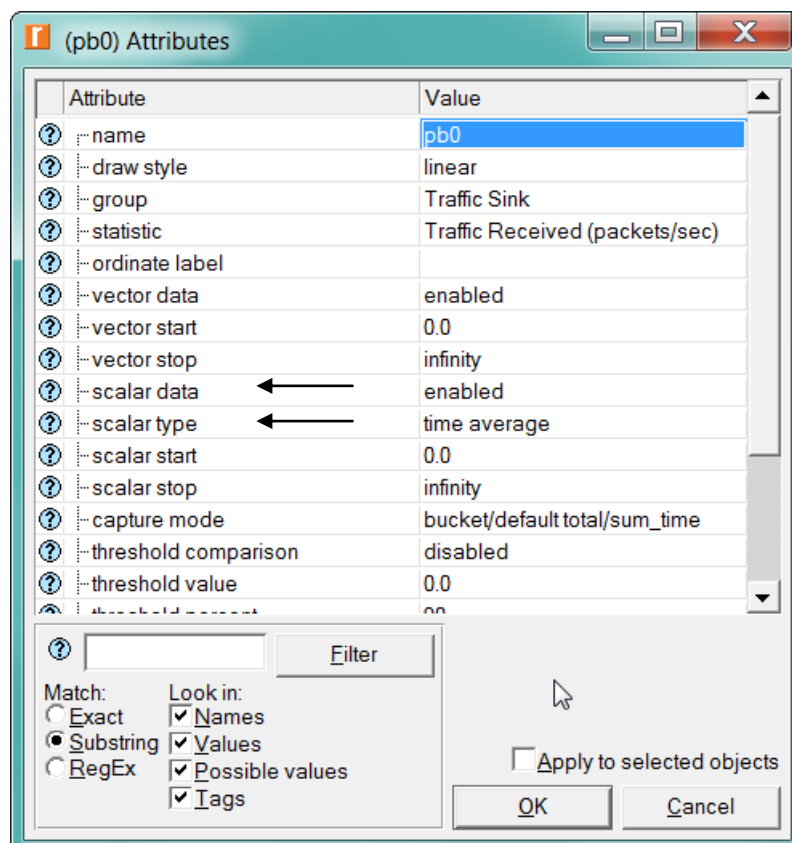 (pb0) Attributes
Attribute Value
name pb0
draw style linear
group Traffic Sink
statistic Traffic Received (packets/sec)
ordinate label
vector data enabled
vector start 0.0
vector stop infinity
scalar data enabled
scalar type time average
scalar start 0.0
scalar stop infinity
capture mode bucket/default total/sum_time
threshold comparison disabled
threshold value 0.0
Filter
Match: Look in:
Exact Names
Substring Values
RegEx Possible values
Tags
Apply to selected objects
OK Cancel